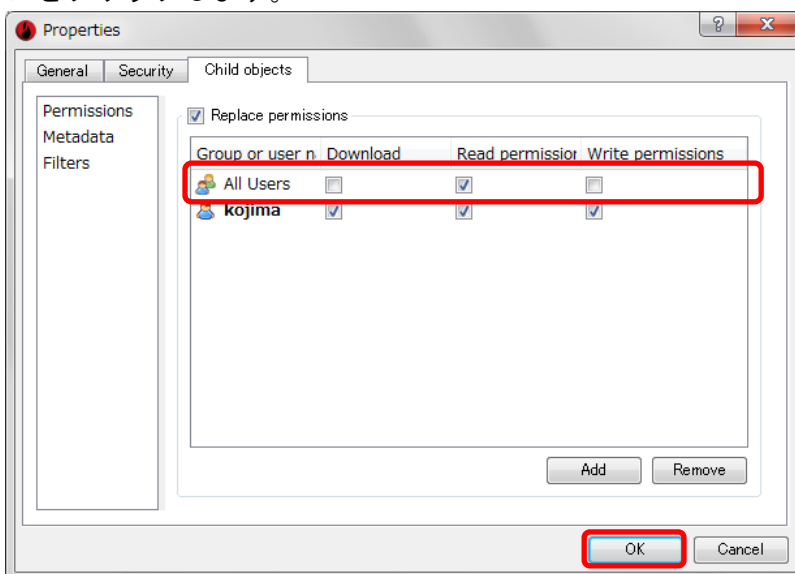 Properties
General Security Child objects
Permissions
Metadata
Filters
Replace permissions
Group or user n Download Read permission Write permissions
All Users
kojima
Add Remove
OK Cancel